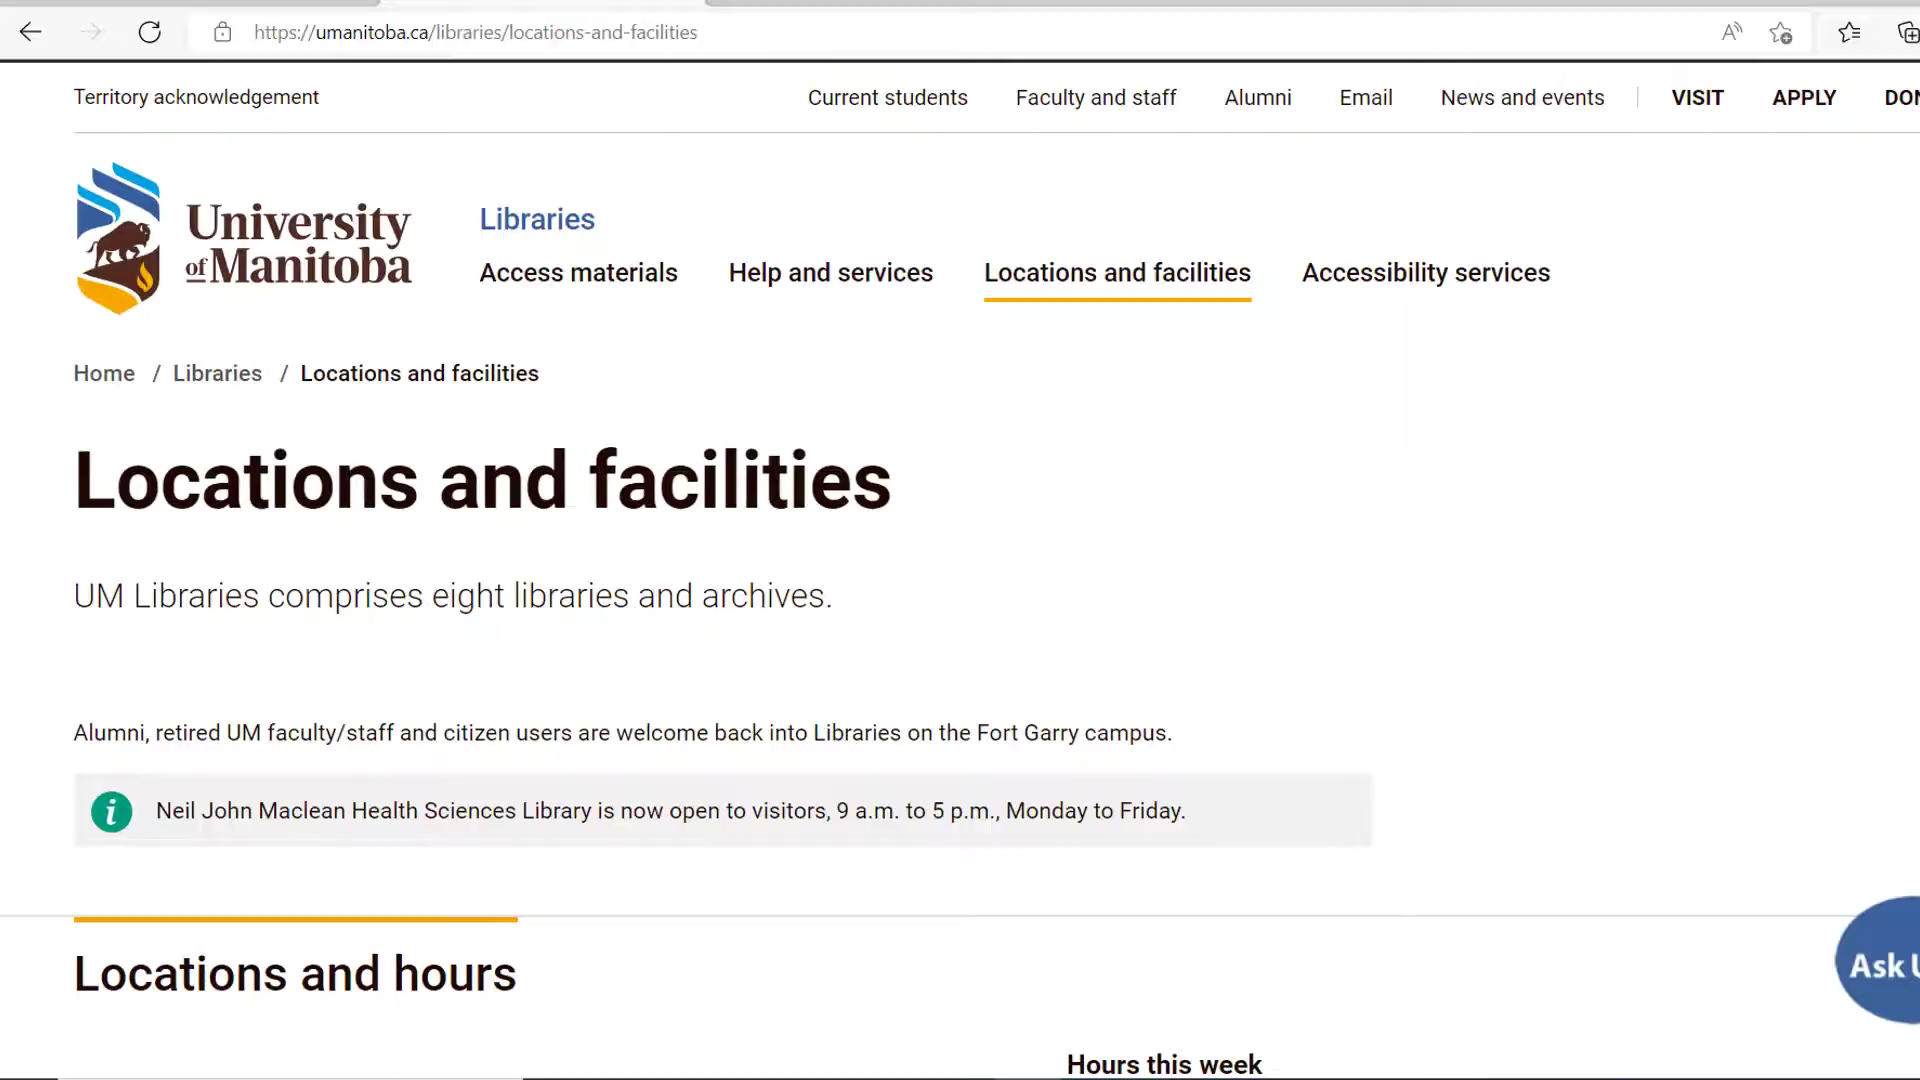 https://umanitoba.ca/libraries/locations-and-facilities
Territory acknowledgement
Current students Faculty and staff Alumni Email News and events VISIT APPLY
University
of Manitoba
Libraries
Access materials Help and services Locations and facilities Accessibility services
Home / Libraries / Locations and facilities
Locations and facilities
UM Libraries comprises eight libraries and archives.
Alumni, retired UM faculty/staff and citizen users are welcome back into Libraries on the Fort Garry campus.
i Neil John Maclean Health Sciences Library is now open to visitors, 9 a.m. to 5 p.m., Monday to Friday.
Ask
Locations and hours
Hours this week